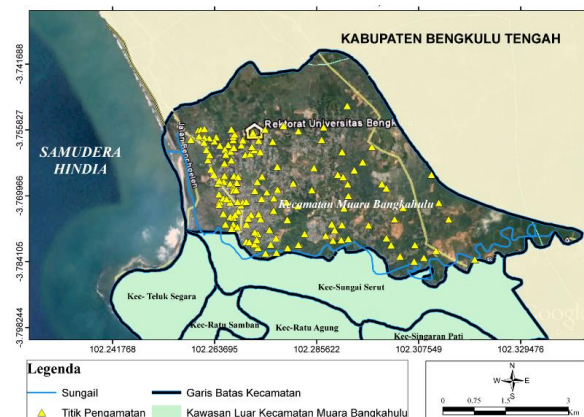 KABUPATEN BENGKULU TENGAH
-3.741688
-3.755827
-3.769966
-3.784105
-3.798244
Rektorat Universitas Bengk
SAMUDERA
HINDIA
Kecamatan Muara Bangkahulu
Kec- Teluk Segara
Kec-Sungai Serut
Kec-Ratu Samban
Kec-Ratu Agung
Kec-Singaran Pati
Google
102.241768
102.263695
102.285622
102.307549
102.329476
Legenda
Sungail
Garis Batas Kecamatan
Titik Pengamatan
Kawasan Luar Kecamatan Muara Bangkahulu
N
W
E
S
0 0.75 1.5 3
Km